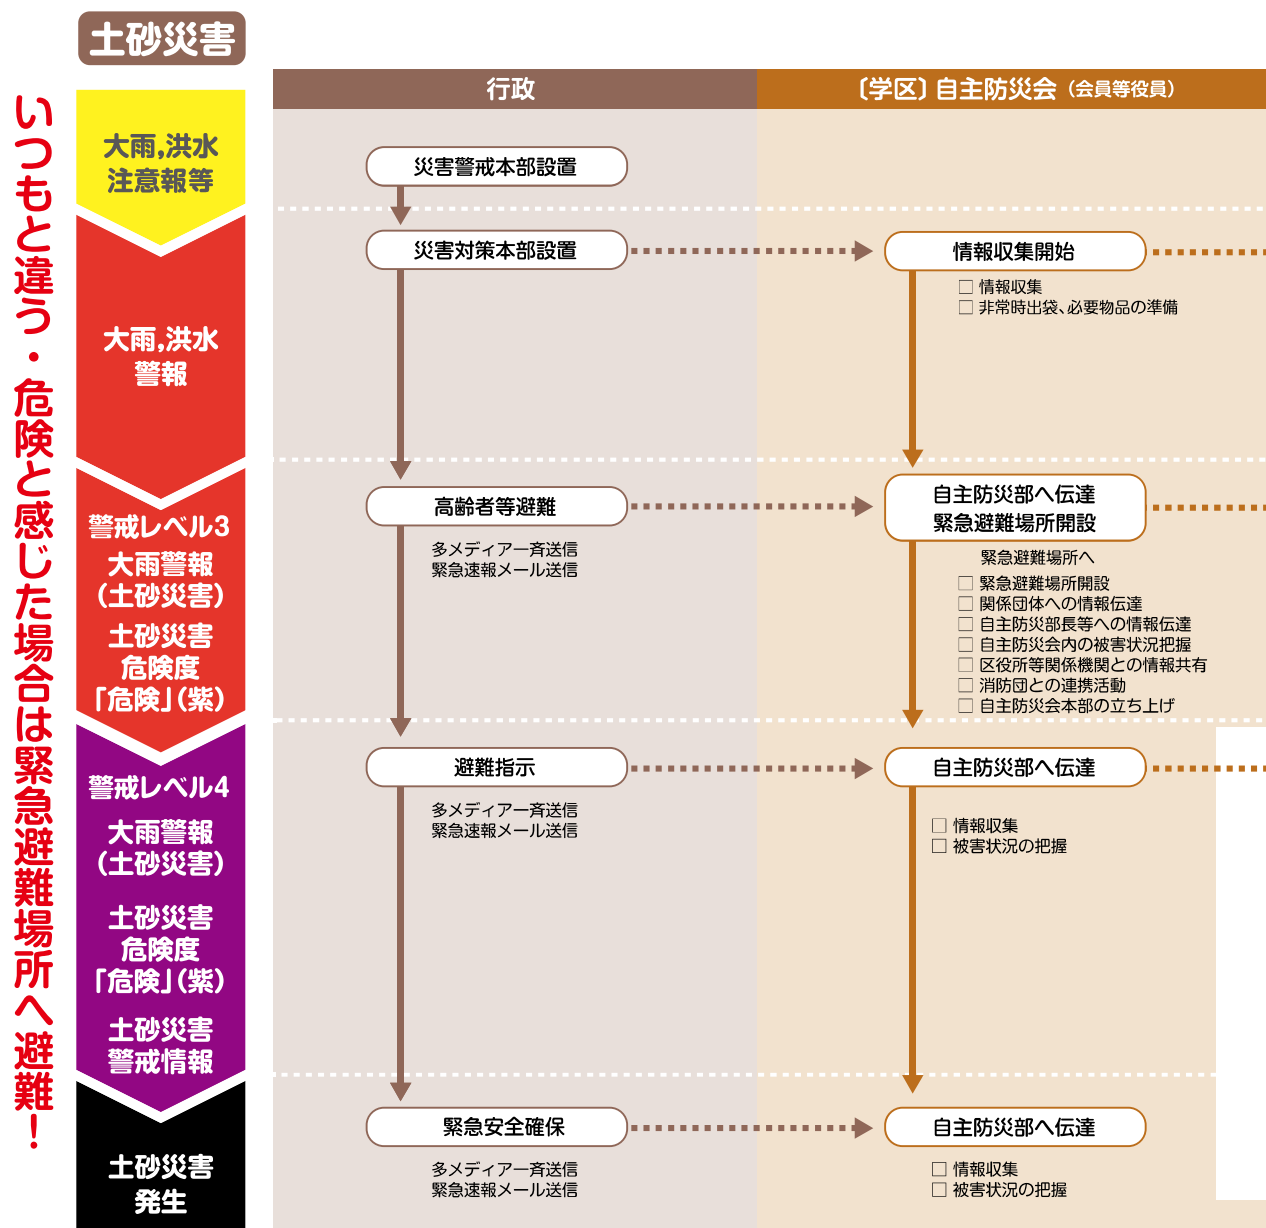 土砂災害
いつもと違う・危険と感じた場合は緊急避難場所へ避難！
行政
〔学区〕自主防災会（会員等役員）
大雨,洪水
注意報等
災害警戒本部設置
大雨,洪水
警報
災害対策本部設置
情報収集開始
□ 情報収集
□ 非常時出袋、必要物品の準備
警戒レベル3
大雨警報
（土砂災害）
土砂災害
危険度
「危険」（紫）
高齢者等避難
多メディア一斉送信
緊急速報メール送信
自主防災部へ伝達
緊急避難場所開設
緊急避難場所へ
□ 緊急避難場所開設
□ 関係団体への情報伝達
□ 自主防災部長等への情報伝達
□ 自主防災会内の被害状況把握
□ 区役所等関係機関との情報共有
□ 消防団との連携活動
□ 自主防災会本部の立ち上げ
警戒レベル4
大雨警報
（土砂災害）
土砂災害
危険度
「危険」（紫）
土砂災害
警戒情報
避難指示
多メディア一斉送信
緊急速報メール送信
自主防災部へ伝達
□ 情報収集
□ 被害状況の把握
土砂災害
発生
緊急安全確保
多メディア一斉送信
緊急速報メール送信
自主防災部へ伝達
□ 情報収集
□ 被害状況の把握